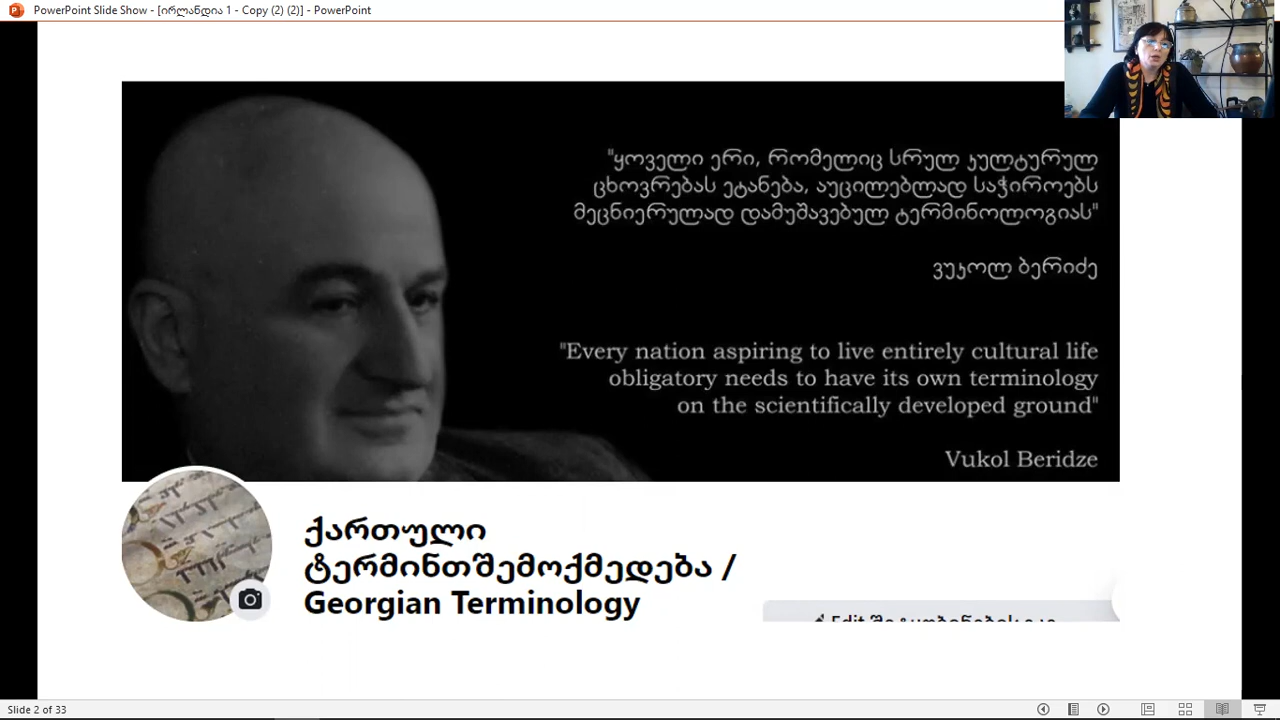 PowerPoint Slide Show - [ირლანდია 1 - Copy (2) (2)] - PowerPoint
"ყოველი ერი, რომელიც სრულ კულტურულ
ცხოვრებას ეტანება, აუცილებლად საჭიროებს
მეცნიერულად დამუშავებულ ტერმინოლოგიას"
ვუკოლ ბერიძე
"Every nation aspiring to live entirely cultural life
obligatory needs to have its own terminology
on the scientifically developed ground"
Vukol Beridze
ქართული
ტერმინთშემოქმედება /
Georgian Terminology
Edit
Slide 2 of 33